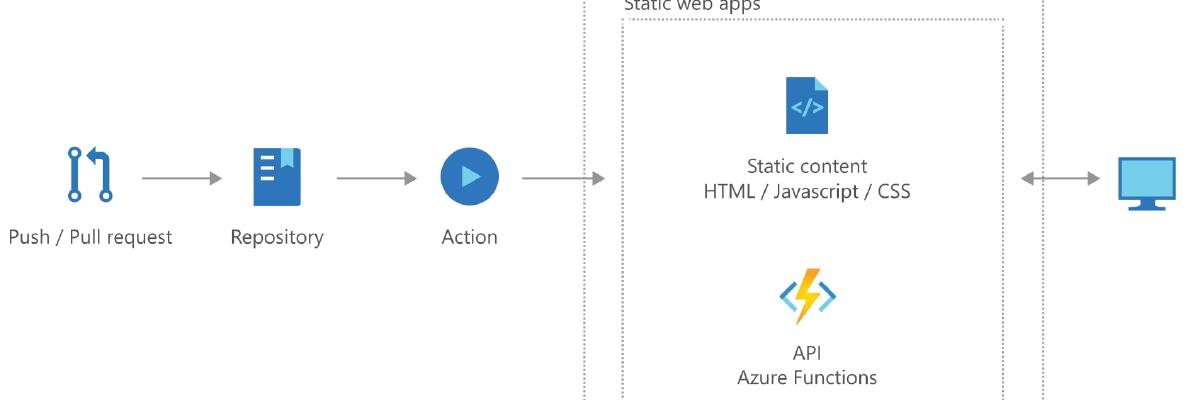 Static web apps
Static content
HTML / Javascript / CSS
Push / Pull request
Repository
Action
API
Azure Functions